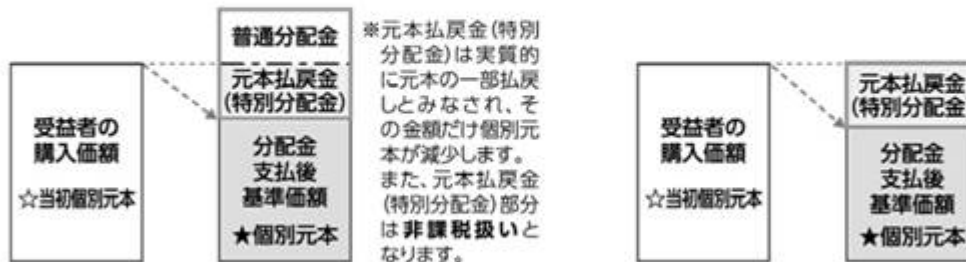 受益者の
購入価額
☆当初個別元本
普通分配金
元本払戻金
(特別分配金)
分配金
支払後
基準価額
★個別元本
※元本払戻金(特別
分配金)は実質的
に元本の一部払戻
しとみなされ、そ
の金額だけ個別元
本が減少します。
また、元本払戻金
(特別分配金)部分
は非課税扱いと
なります。
受益者の
購入価額
☆当初個別元本
元本払戻金
(特別分配金)
分配金
支払後
基準価額
★個別元本